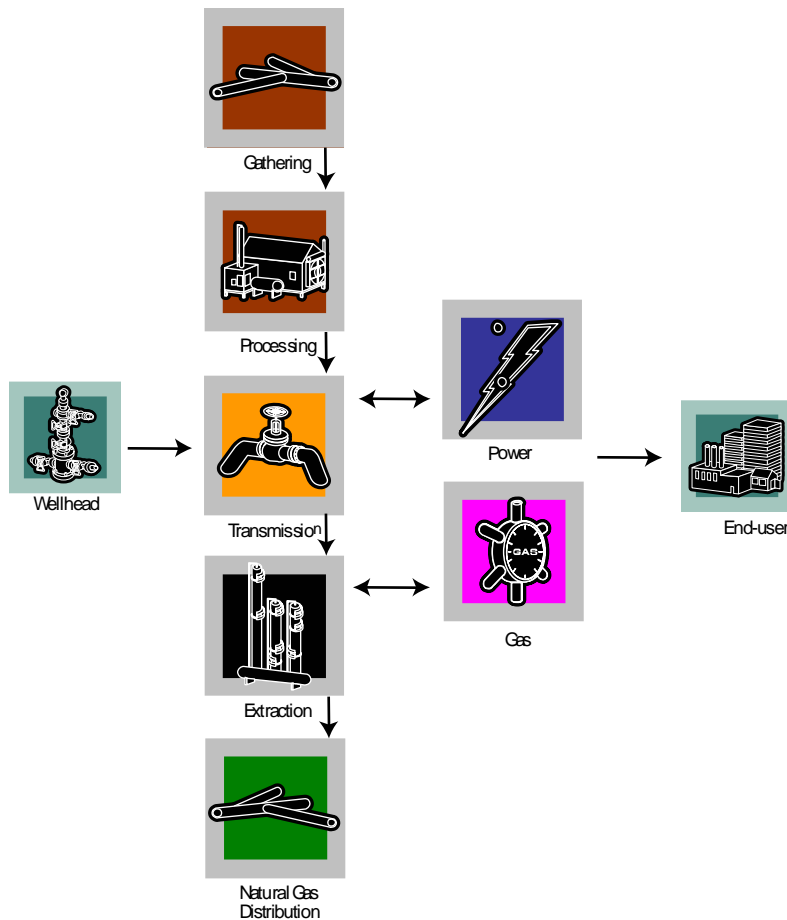 Gathering
Processing
Power
Wellhead
Transmission
End-user
GAS
Gas
Extraction
Natural Gas
Distribution